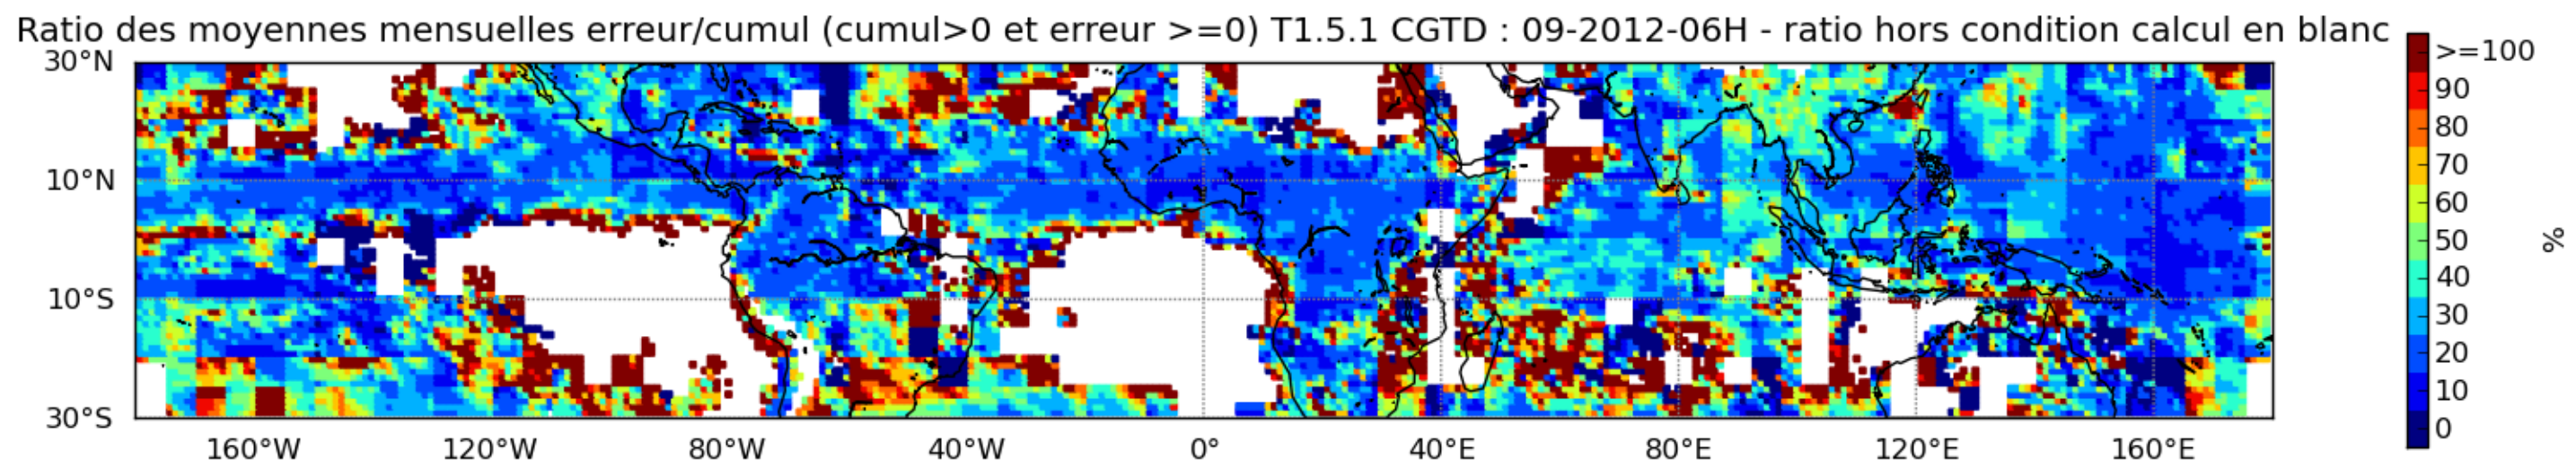 Ratio des moyennes mensuelles erreur/cumul (cumul>0 et erreur >=0) T1.5.1 CGTD : 09-2012-06H - ratio hors condition calcul en blanc
30°N
10°N
10°S
30°S
160°W 120°W 80°W 40°W 0° 40°E 80°E 120°E 160°E
>=100
90
80
70
60
50
40
30
20
10
0
%